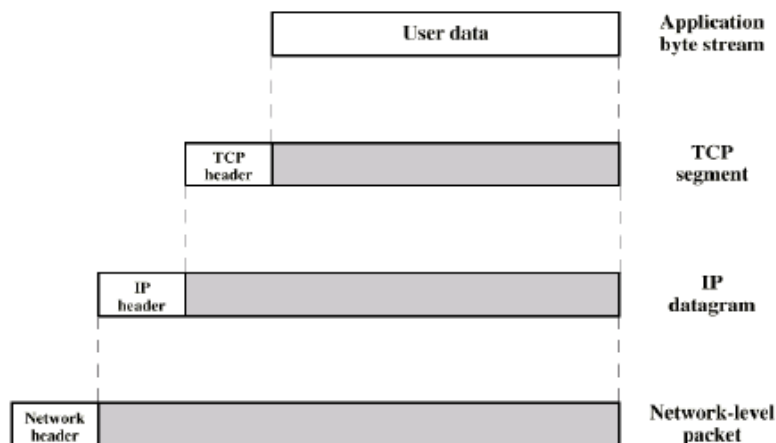 User data
Application
byte stream
TCP
header
TCP
segment
IP
header
IP
datagram
Network
header
Network-level
packet